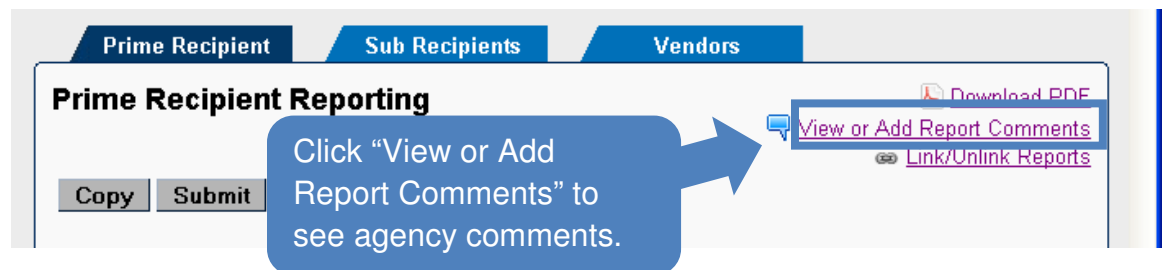 Prime Recipient Sub Recipients Vendors
Prime Recipient Reporting
Download PDF
View or Add Report Comments
Link/Unlink Reports
Copy Submit
Click “View or Add
Report Comments” to
see agency comments.